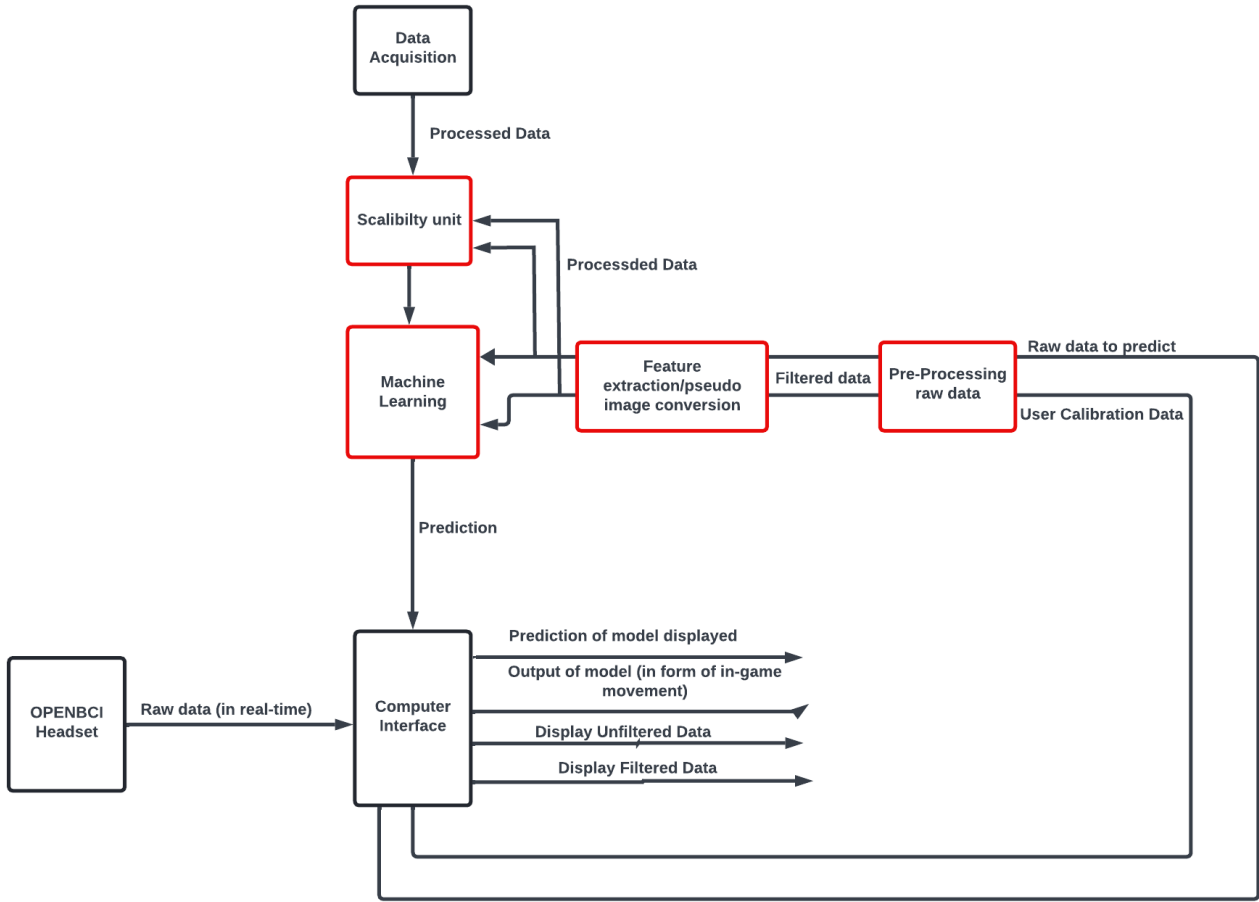 Data
Acquisition
Processed Data
Scalibilty unit
Processded Data
Machine
Learning
Feature
extraction/pseudo
image conversion
Filtered data
Pre-Processing
raw data
Raw data to predict
User Calibration Data
Prediction
OPENBCI
Headset
Raw data (in real-time)
Computer
Interface
Prediction of model displayed
Output of model (in form of in-game
movement)
Display Unfiltered Data
Display Filtered Data